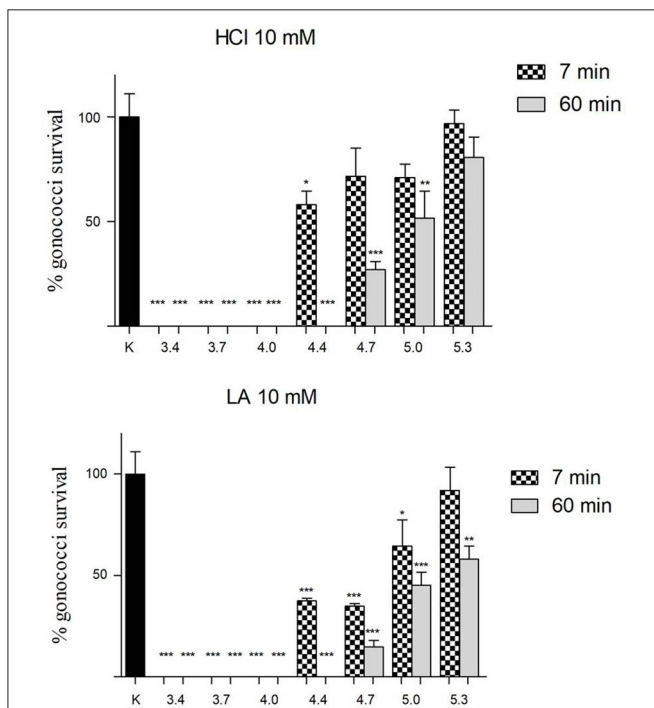 HCl 10 mM
7 min
60 min
% gonococci survival
100
50
*
***
**
*** *** *** *** *** *** ***
K 3.4 3.7 4.0 4.4 4.7 5.0 5.3
LA 10 mM
7 min
60 min
% gonococci survival
100
50
*
***
**
*** ***
***
*** *** *** *** *** *** ***
K 3.4 3.7 4.0 4.4 4.7 5.0 5.3